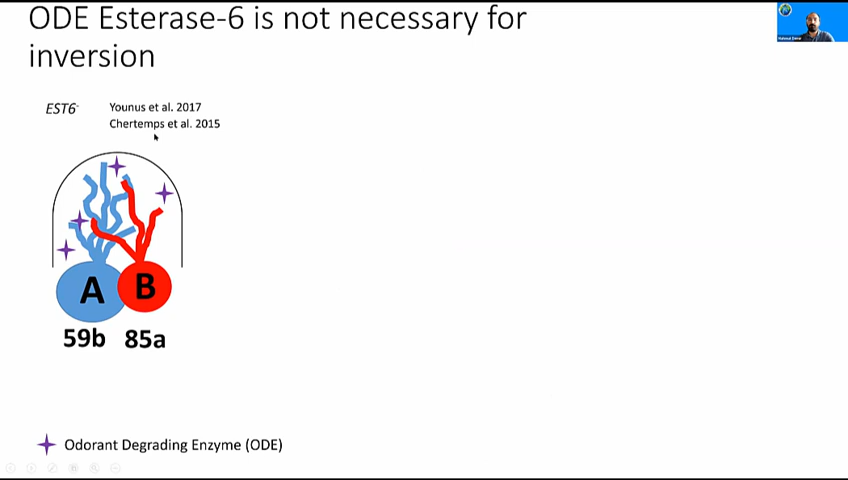 ODE Esterase-6 is not necessary for
inversion
EST6-
Younus et al. 2017
Chertemps et al. 2015
A
B
59b
85a
Odorant Degrading Enzyme (ODE)